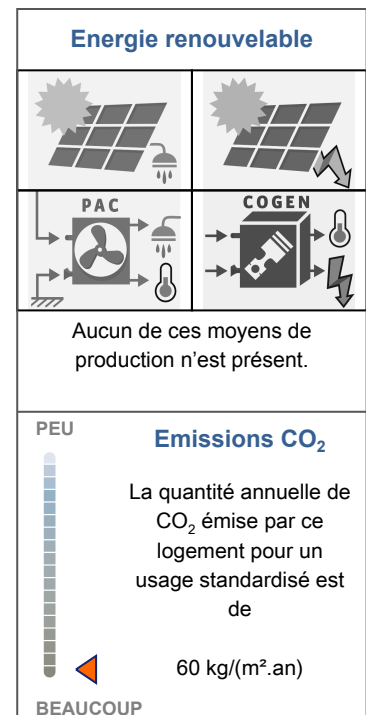 Energie renouvelable
PAC
COGEN
Aucun de ces moyens de
production n'est présent.
PEU
Emissions CO₂
La quantité annuelle de
CO₂ émise par ce
logement pour un
usage standardisé est
de
60 kg/(m².an)
BEAUCOUP